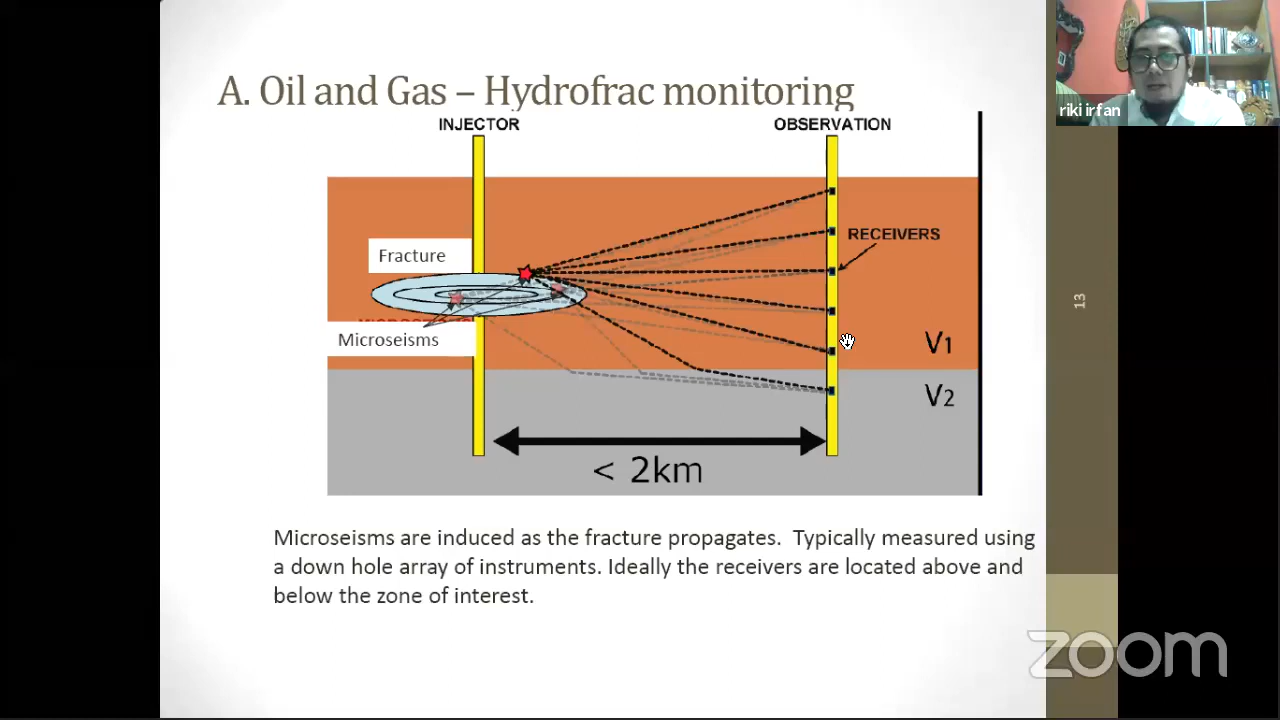 A. Oil and Gas – Hydrofrac monitoring
riki irfan
INJECTOR
OBSERVATION
RECEIVERS
Fracture
Microseisms
V1
V2
< 2km
13
Microseisms are induced as the fracture propagates. Typically measured using
a down hole array of instruments. Ideally the receivers are located above and
below the zone of interest.
zoom